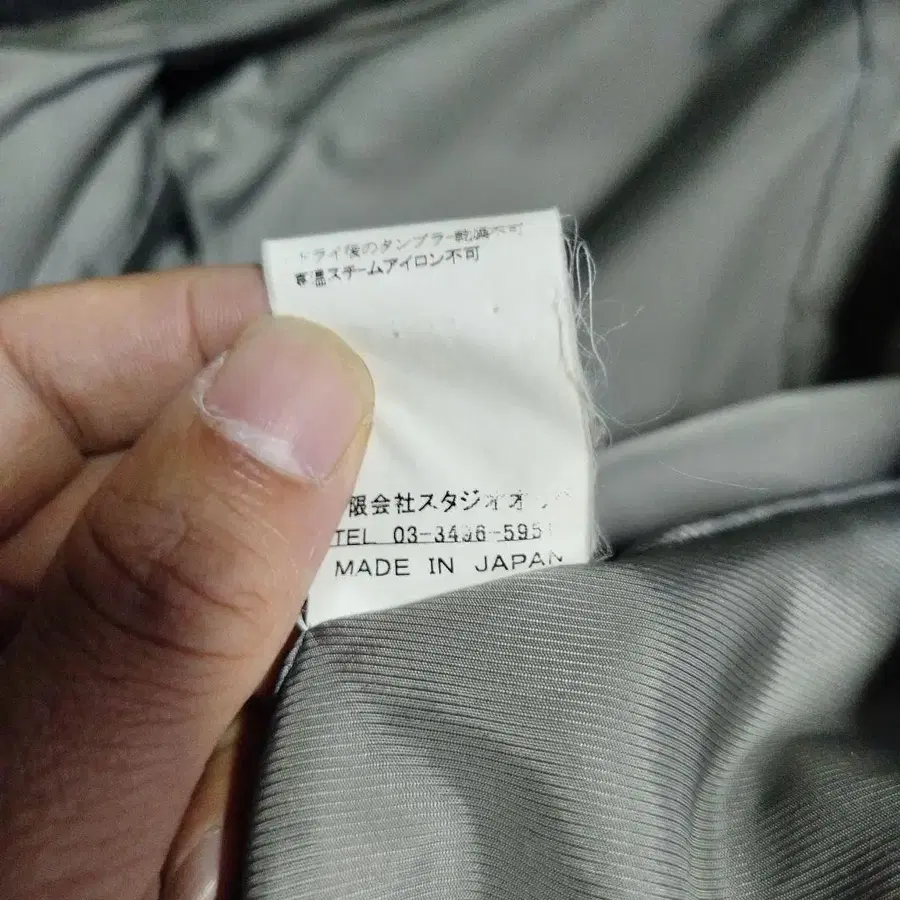 ドライ後のタンブラー乾燥不可
高温スチームアイロン不可
限会社スタジオオ
TEL 03-3436-595
MADE IN JAPAN